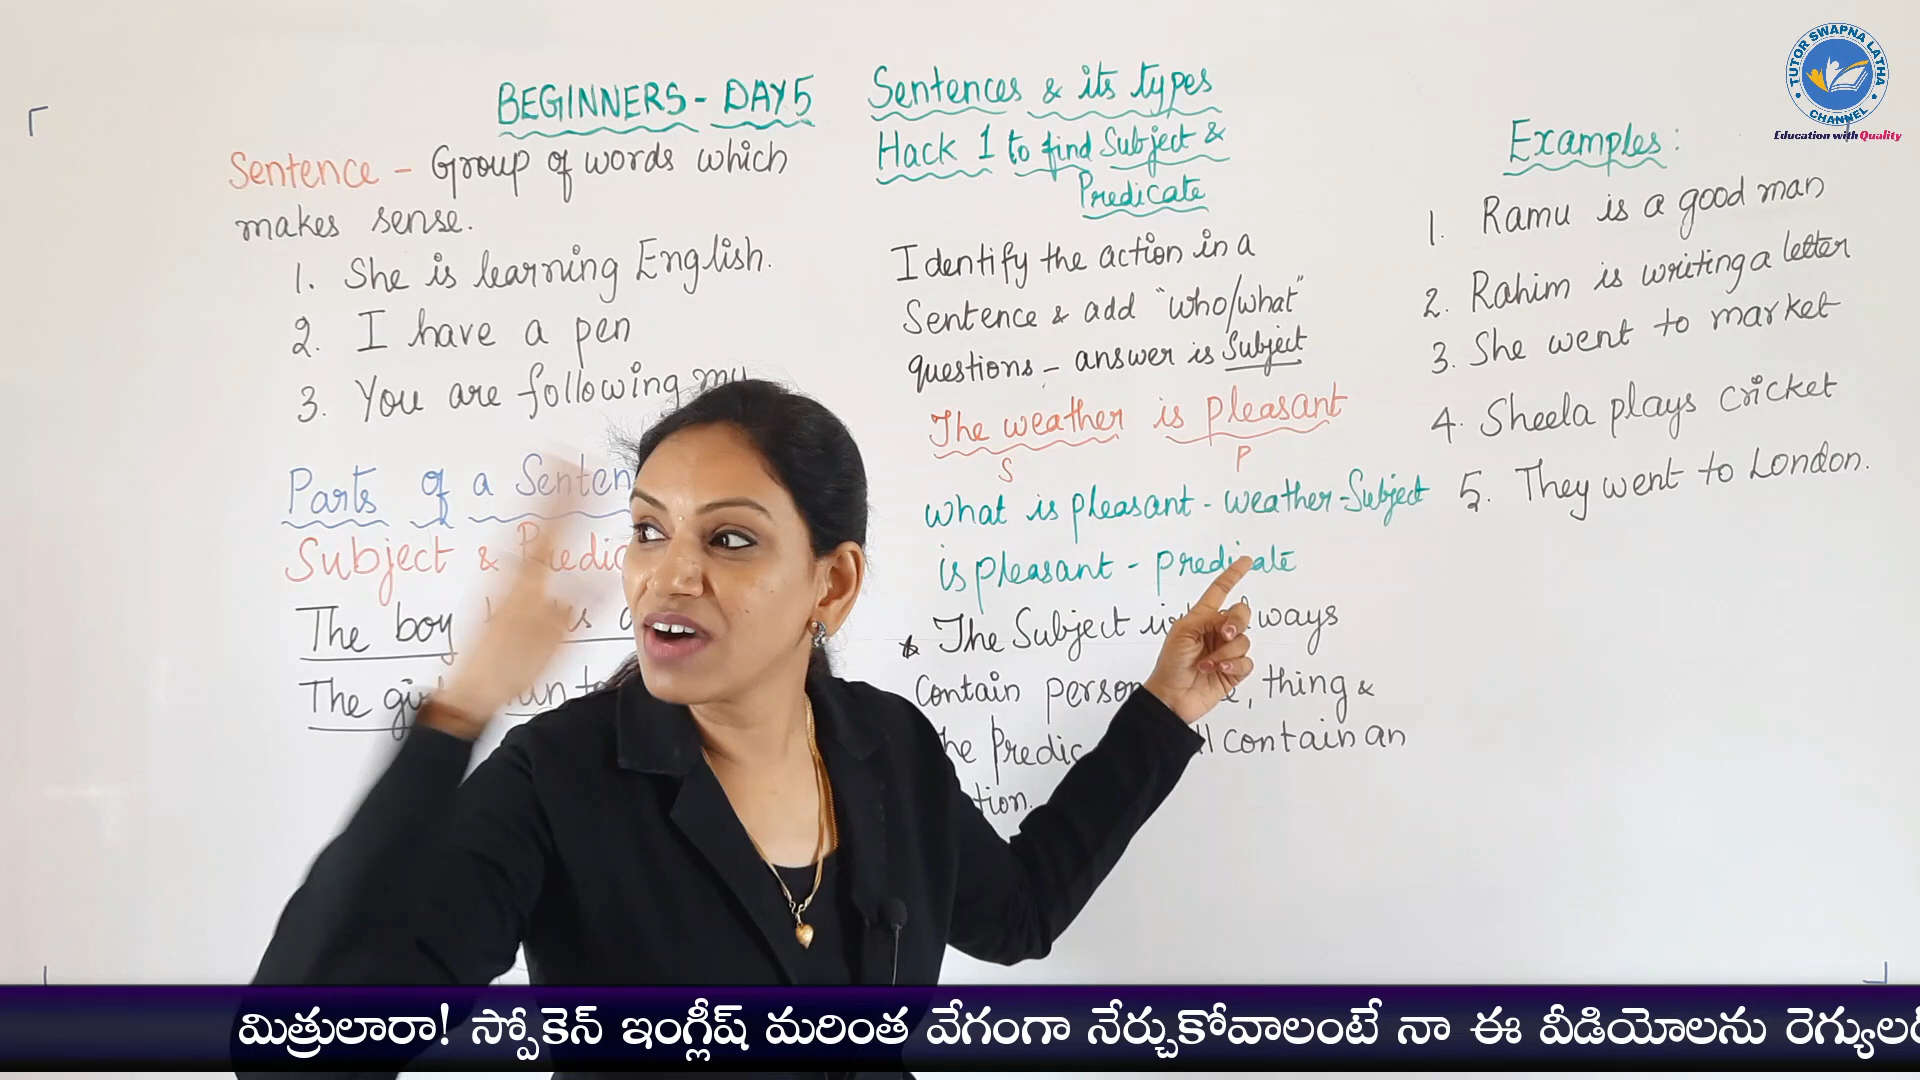 BEGINNERS - DAY 5
Sentence - Group of words which
makes sense.
1. She is learning English.
2. I have a pen
3. You are following my
Parts of a Senten
Subject &
The boy
The
Sentences & its types
Hack 1 to find Subject &
Predicate
Identify the action in a
Sentence & add "who/what"
questions - answer is Subject
The weather is pleasant
S P
what is pleasant - weather - Subject
is pleasant - predicate
* The Subject
Contain person, thing &
Predic contain an
Examples:
1. Ramu is a good man
2. Rahim is writing a letter
3. She went to market
4. Sheela plays cricket
5. They went to London.
TUTOR SWAPNA LATHA
CHANNEL
Education with Quality
మిత్రులారా! స్పోకెన్ ఇంగ్లీష్ మరింత వేగంగా నేర్చుకోవాలంటే నా ఈ వీడియోలను